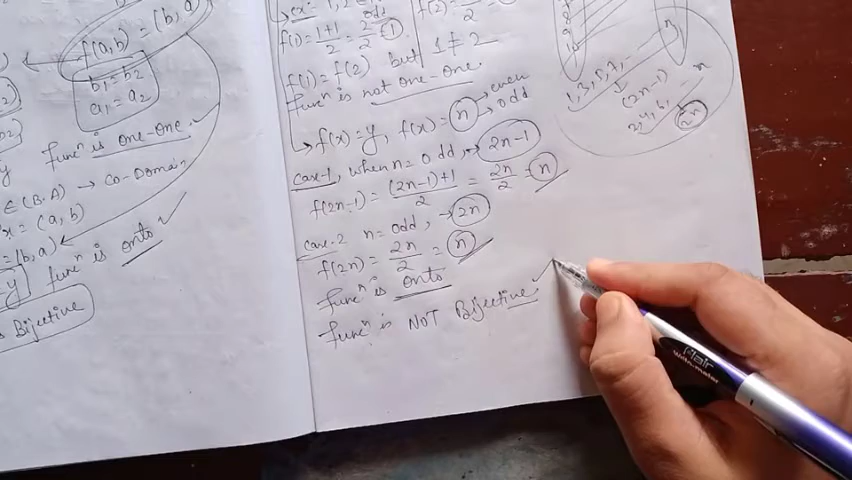 f(a,b) = (b, a)
b₁ = b₂
a₁ = a₂
funcⁿ is one-one
∈ (B.A) → Co-Domain
x = (a, b)
= (b, a)
funcⁿ is onto
Bijective
f(1) = 1+1/2 = 2/2 = 1
f(1) = f(2) but 1 ≠ 2
funcⁿ is not one-one.
→ f(x) = y, f(x) = n → even
→ odd
case-1, when n = odd, → 2n-1
f(2n-1) = (2n-1)+1/2 = 2n/2 = n
case-2 n = odd, → 2n
f(2n) = 2n/2 = n
funcⁿ is onto
funcⁿ is NOT Bijective
1, 3, 5, 7, - n
(2n-1)
2, 4, 6, - n
2n
flair